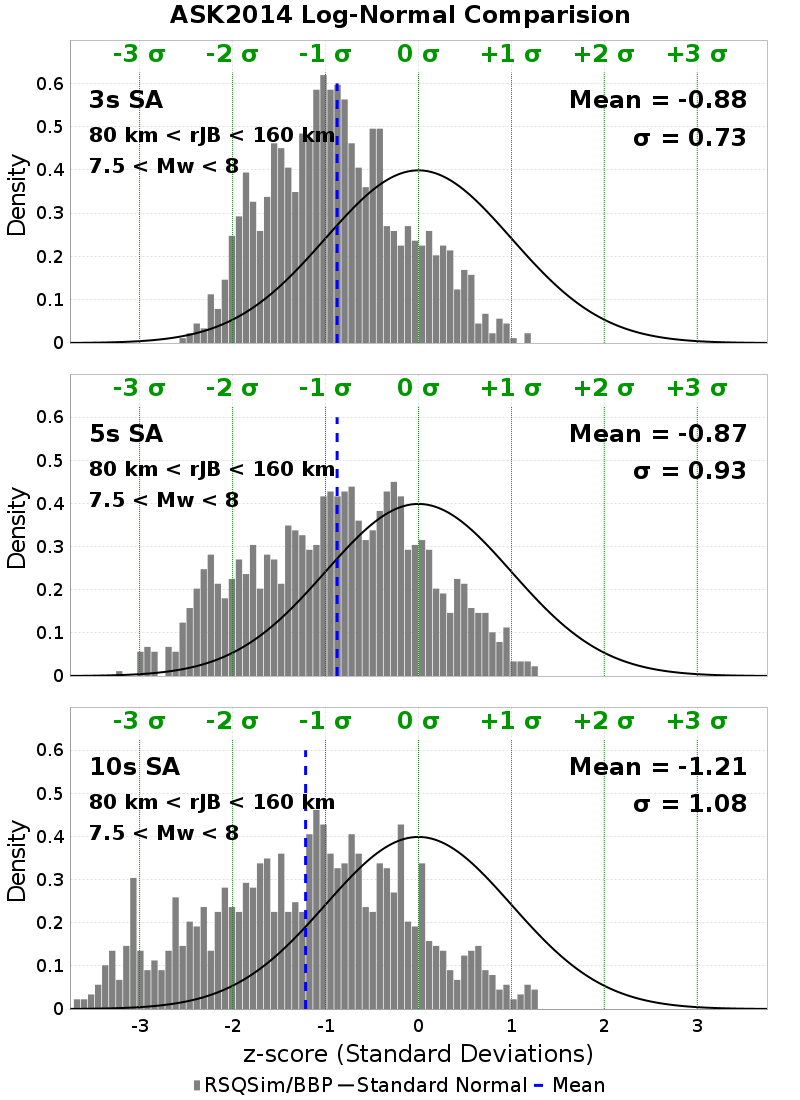 ASK2014 Log-Normal Comparision
-3 σ -2 σ -1 σ 0 σ +1 σ +2 σ +3 σ
0.6
3s SA
Mean = -0.88
0.5
80 km < rJB < 160 km
σ = 0.73
7.5 < Mw < 8
0.4
0.3
0.2
0.1
0
Density
-3 σ -2 σ -1 σ 0 σ +1 σ +2 σ +3 σ
0.6
5s SA
Mean = -0.87
0.5
80 km < rJB < 160 km
σ = 0.93
7.5 < Mw < 8
0.4
0.3
0.2
0.1
0
Density
-3 σ -2 σ -1 σ 0 σ +1 σ +2 σ +3 σ
0.6
10s SA
Mean = -1.21
0.5
80 km < rJB < 160 km
σ = 1.08
7.5 < Mw < 8
0.4
0.3
0.2
0.1
0
Density
-3 -2 -1 0 1 2 3
z-score (Standard Deviations)
RSQSim/BBP Standard Normal Mean